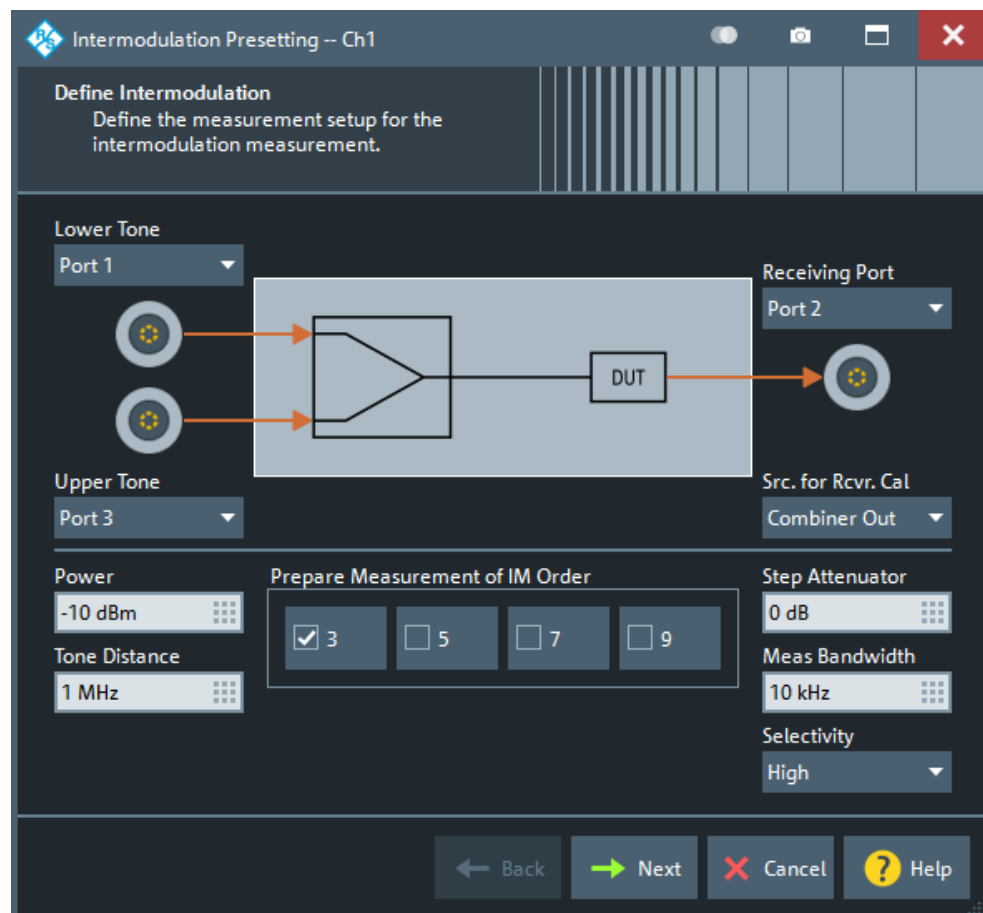 Intermodulation Presetting -- Ch1
Define Intermodulation
Define the measurement setup for the
intermodulation measurement.
Lower Tone
Port 1
Receiving Port
Port 2
DUT
Upper Tone
Port 3
Src. for Rcvr. Cal
Combiner Out
Power
-10 dBm
Tone Distance
1 MHz
Prepare Measurement of IM Order
3 5 7 9
Step Attenuator
0 dB
Meas Bandwidth
10 kHz
Selectivity
High
Back Next Cancel ? Help